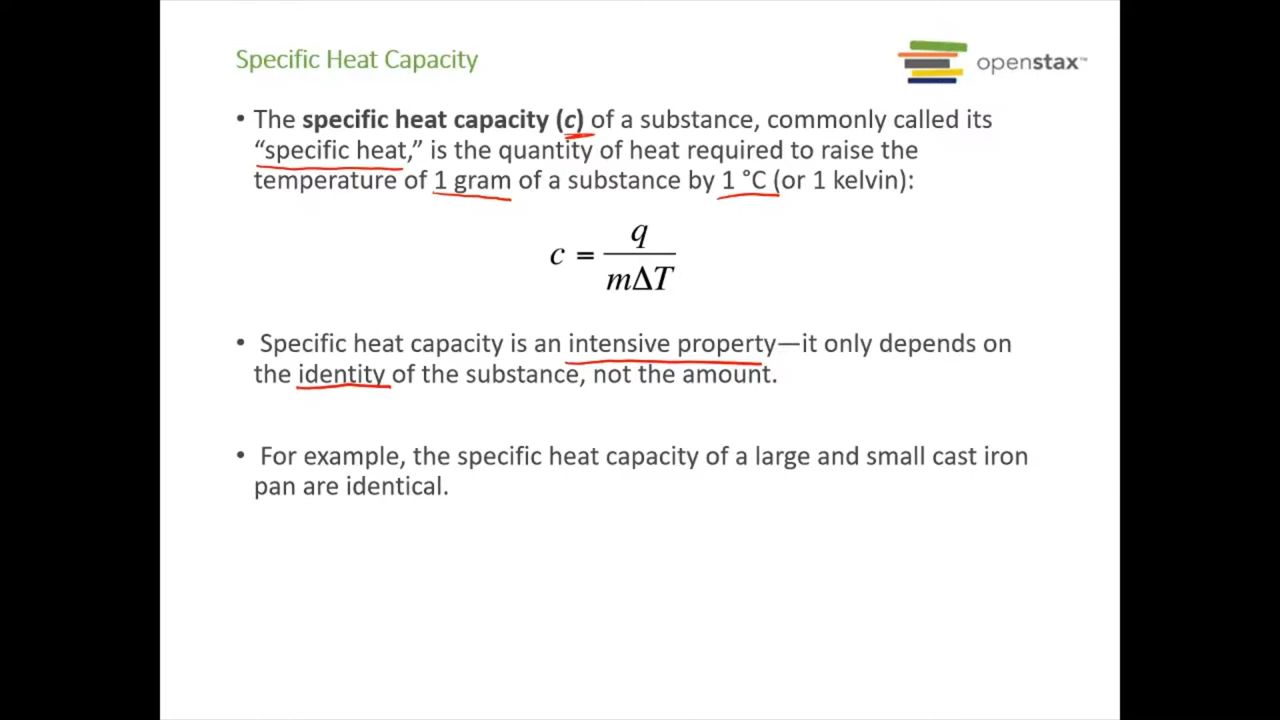 Specific Heat Capacity
openstax™
• The specific heat capacity (c) of a substance, commonly called its
“specific heat,” is the quantity of heat required to raise the
temperature of 1 gram of a substance by 1 °C (or 1 kelvin):
c = q / mΔT
• Specific heat capacity is an intensive property—it only depends on
the identity of the substance, not the amount.
• For example, the specific heat capacity of a large and small cast iron
pan are identical.